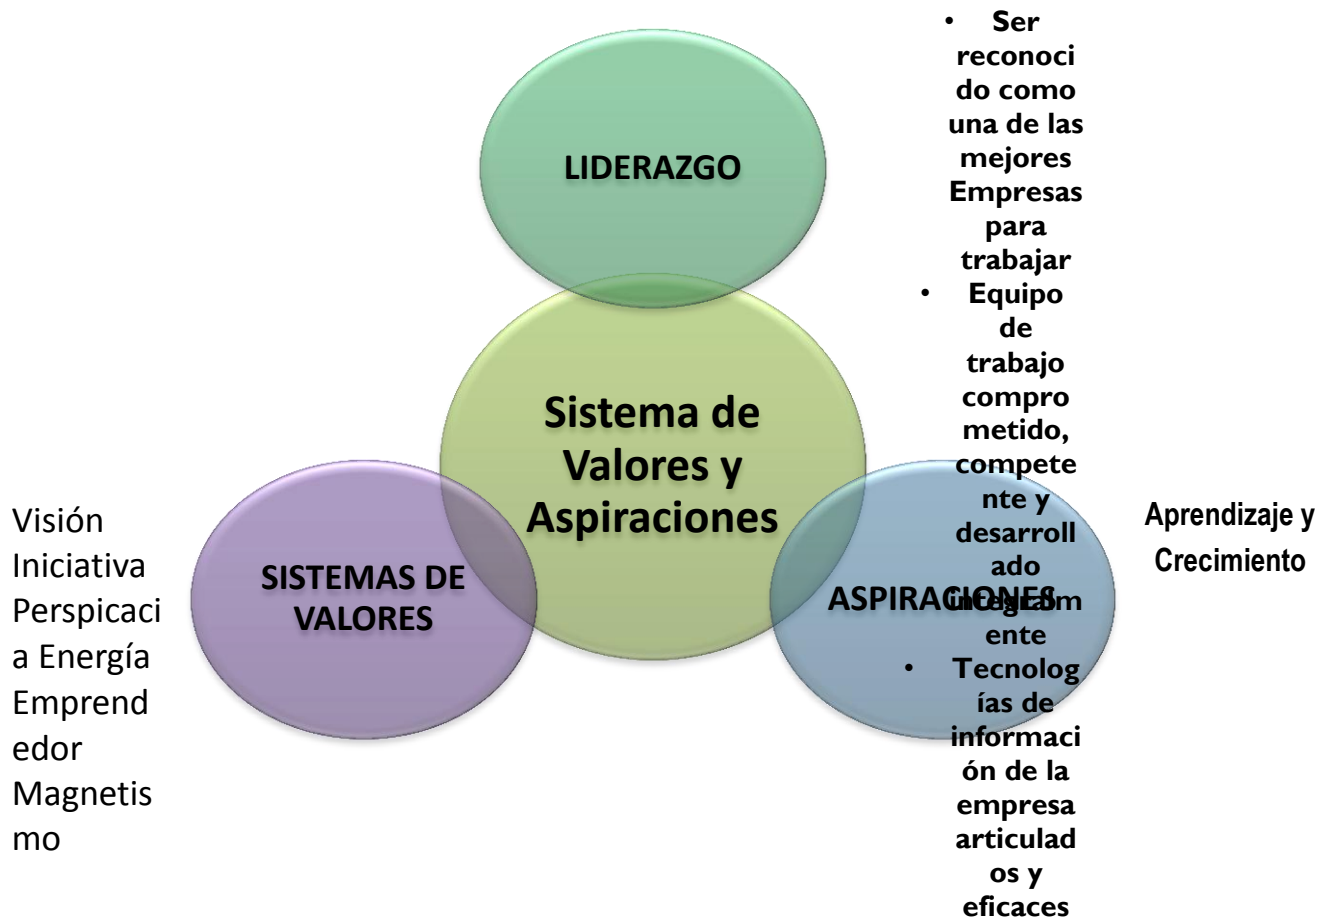 LIDERAZGO
Sistema de
Valores y
Aspiraciones
SISTEMAS DE
VALORES
ASPIRACIONES
Visión
Iniciativa
Perspicaci
a Energía
Emprend
edor
Magnetis
mo
• Ser
reconoci
do como
una de las
mejores
Empresas
para
trabajar
• Equipo
de
trabajo
compro
metido,
compete
nte y
desarroll
ado
integralm
ente
• Tecnolog
ías de
informaci
ón de la
empresa
articulad
os y
eficaces
Aprendizaje y
Crecimiento